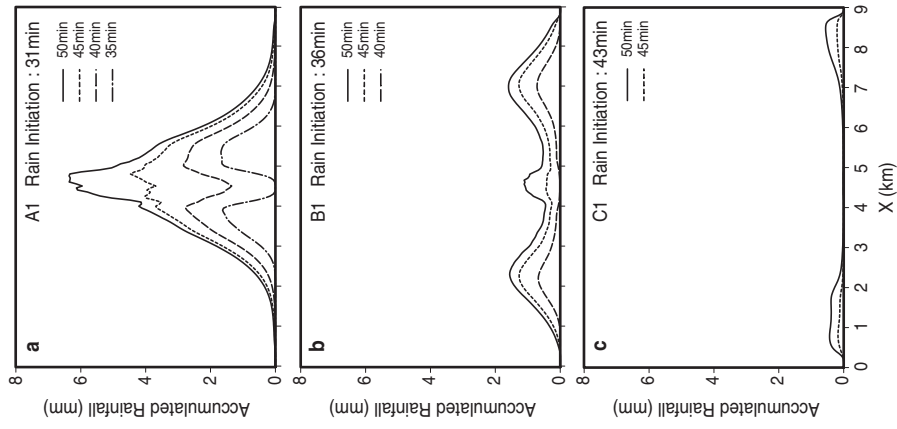 a
A1 Rain Initiation : 31min
50min
45min
40min
35min
8
6
4
2
0
Accumulated Rainfall (mm)
b
B1 Rain Initiation : 36min
50min
45min
40min
8
6
4
2
0
Accumulated Rainfall (mm)
c
C1 Rain Initiation : 43min
50min
45min
8
6
4
2
0
Accumulated Rainfall (mm)
0 1 2 3 4 5 6 7 8 9
X (km)